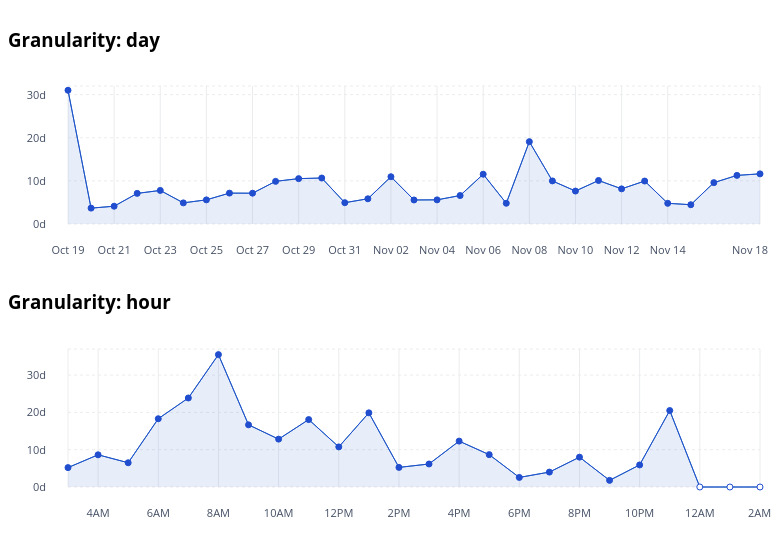 Granularity: day
30d
20d
10d
0d
Oct 19 Oct 21 Oct 23 Oct 25 Oct 27 Oct 29 Oct 31 Nov 02 Nov 04 Nov 06 Nov 08 Nov 10 Nov 12 Nov 14 Nov 18
Granularity: hour
30d
20d
10d
0d
4AM 6AM 8AM 10AM 12PM 2PM 4PM 6PM 8PM 10PM 12AM 2AM